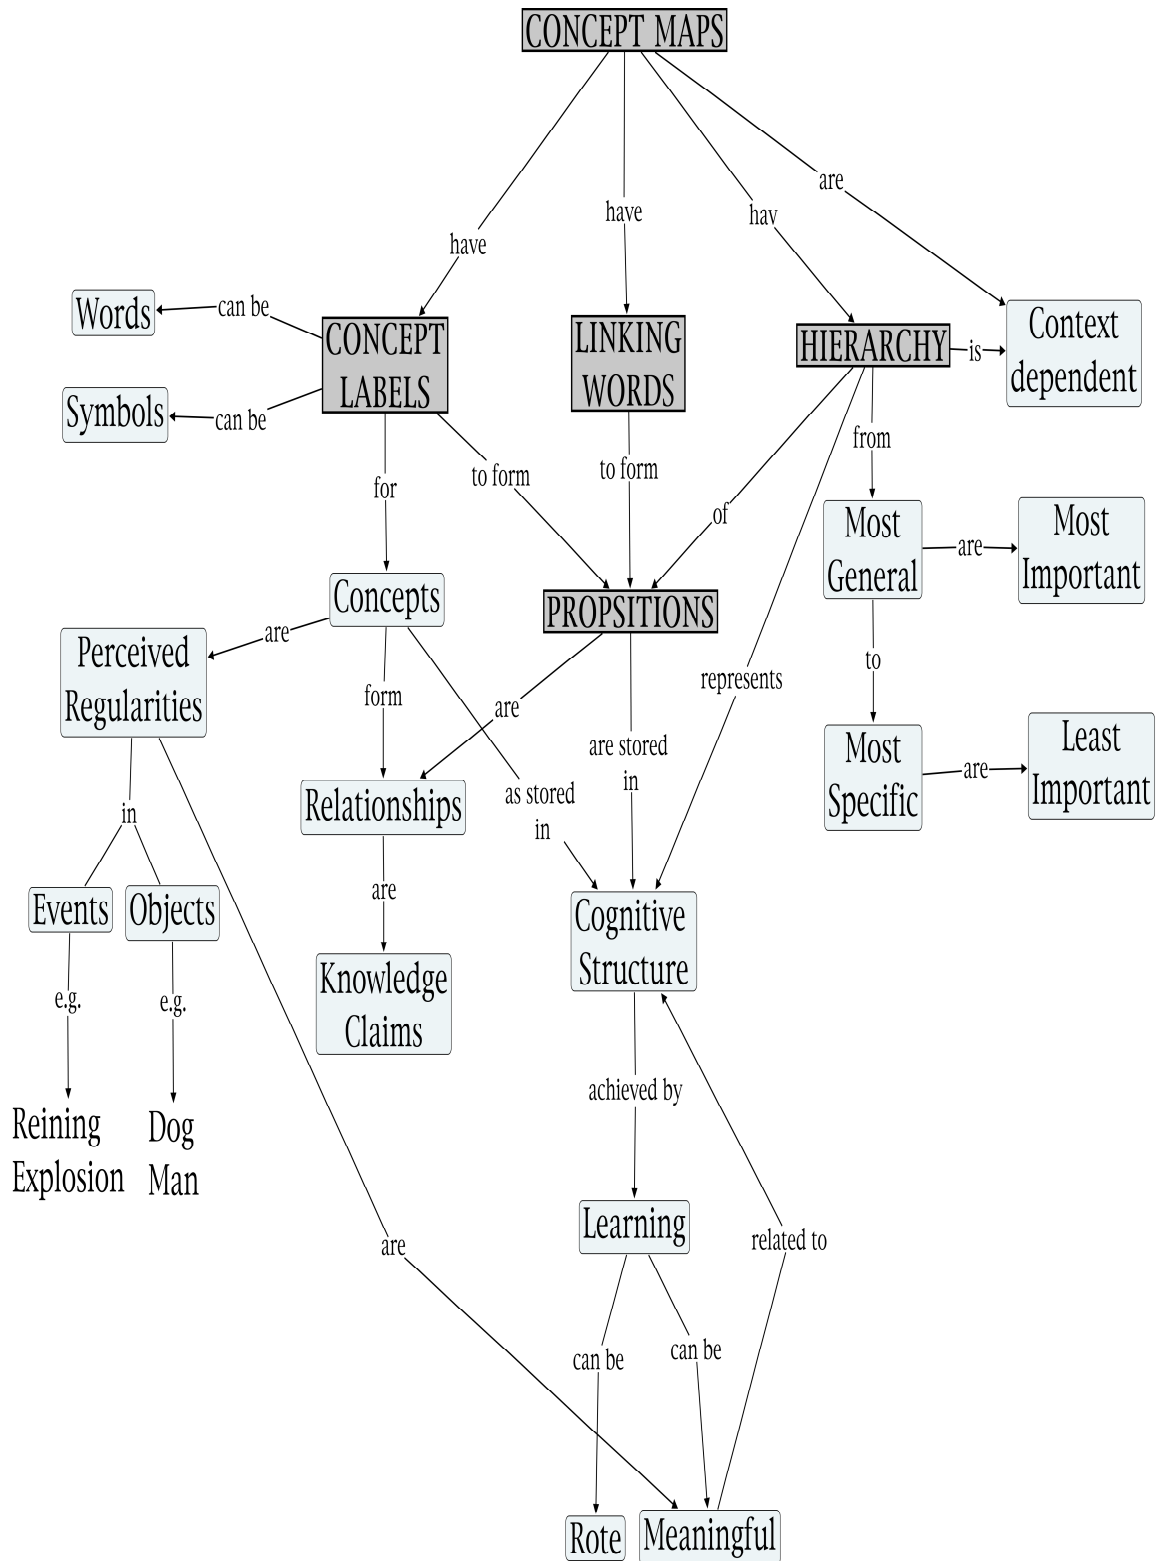 CONCEPT MAPS
are
have
hav
have
Words
can be
CONCEPT
LABELS
LINKING
WORDS
HIERARCHY
is
Context
dependent
Symbols
can be
for
to form
to form
of
from
Most
General
are
Most
Important
Concepts
PROPSITIONS
are
Perceived
Regularities
form
are
represents
to
are stored
in
as stored
in
Most
Specific
are
Least
Important
Relationships
in
are
Events
Objects
Cognitive
Structure
Knowledge
Claims
e.g.
e.g.
achieved by
Reining
Explosion
Dog
Man
Learning
are
related to
can be
can be
Rote
Meaningful